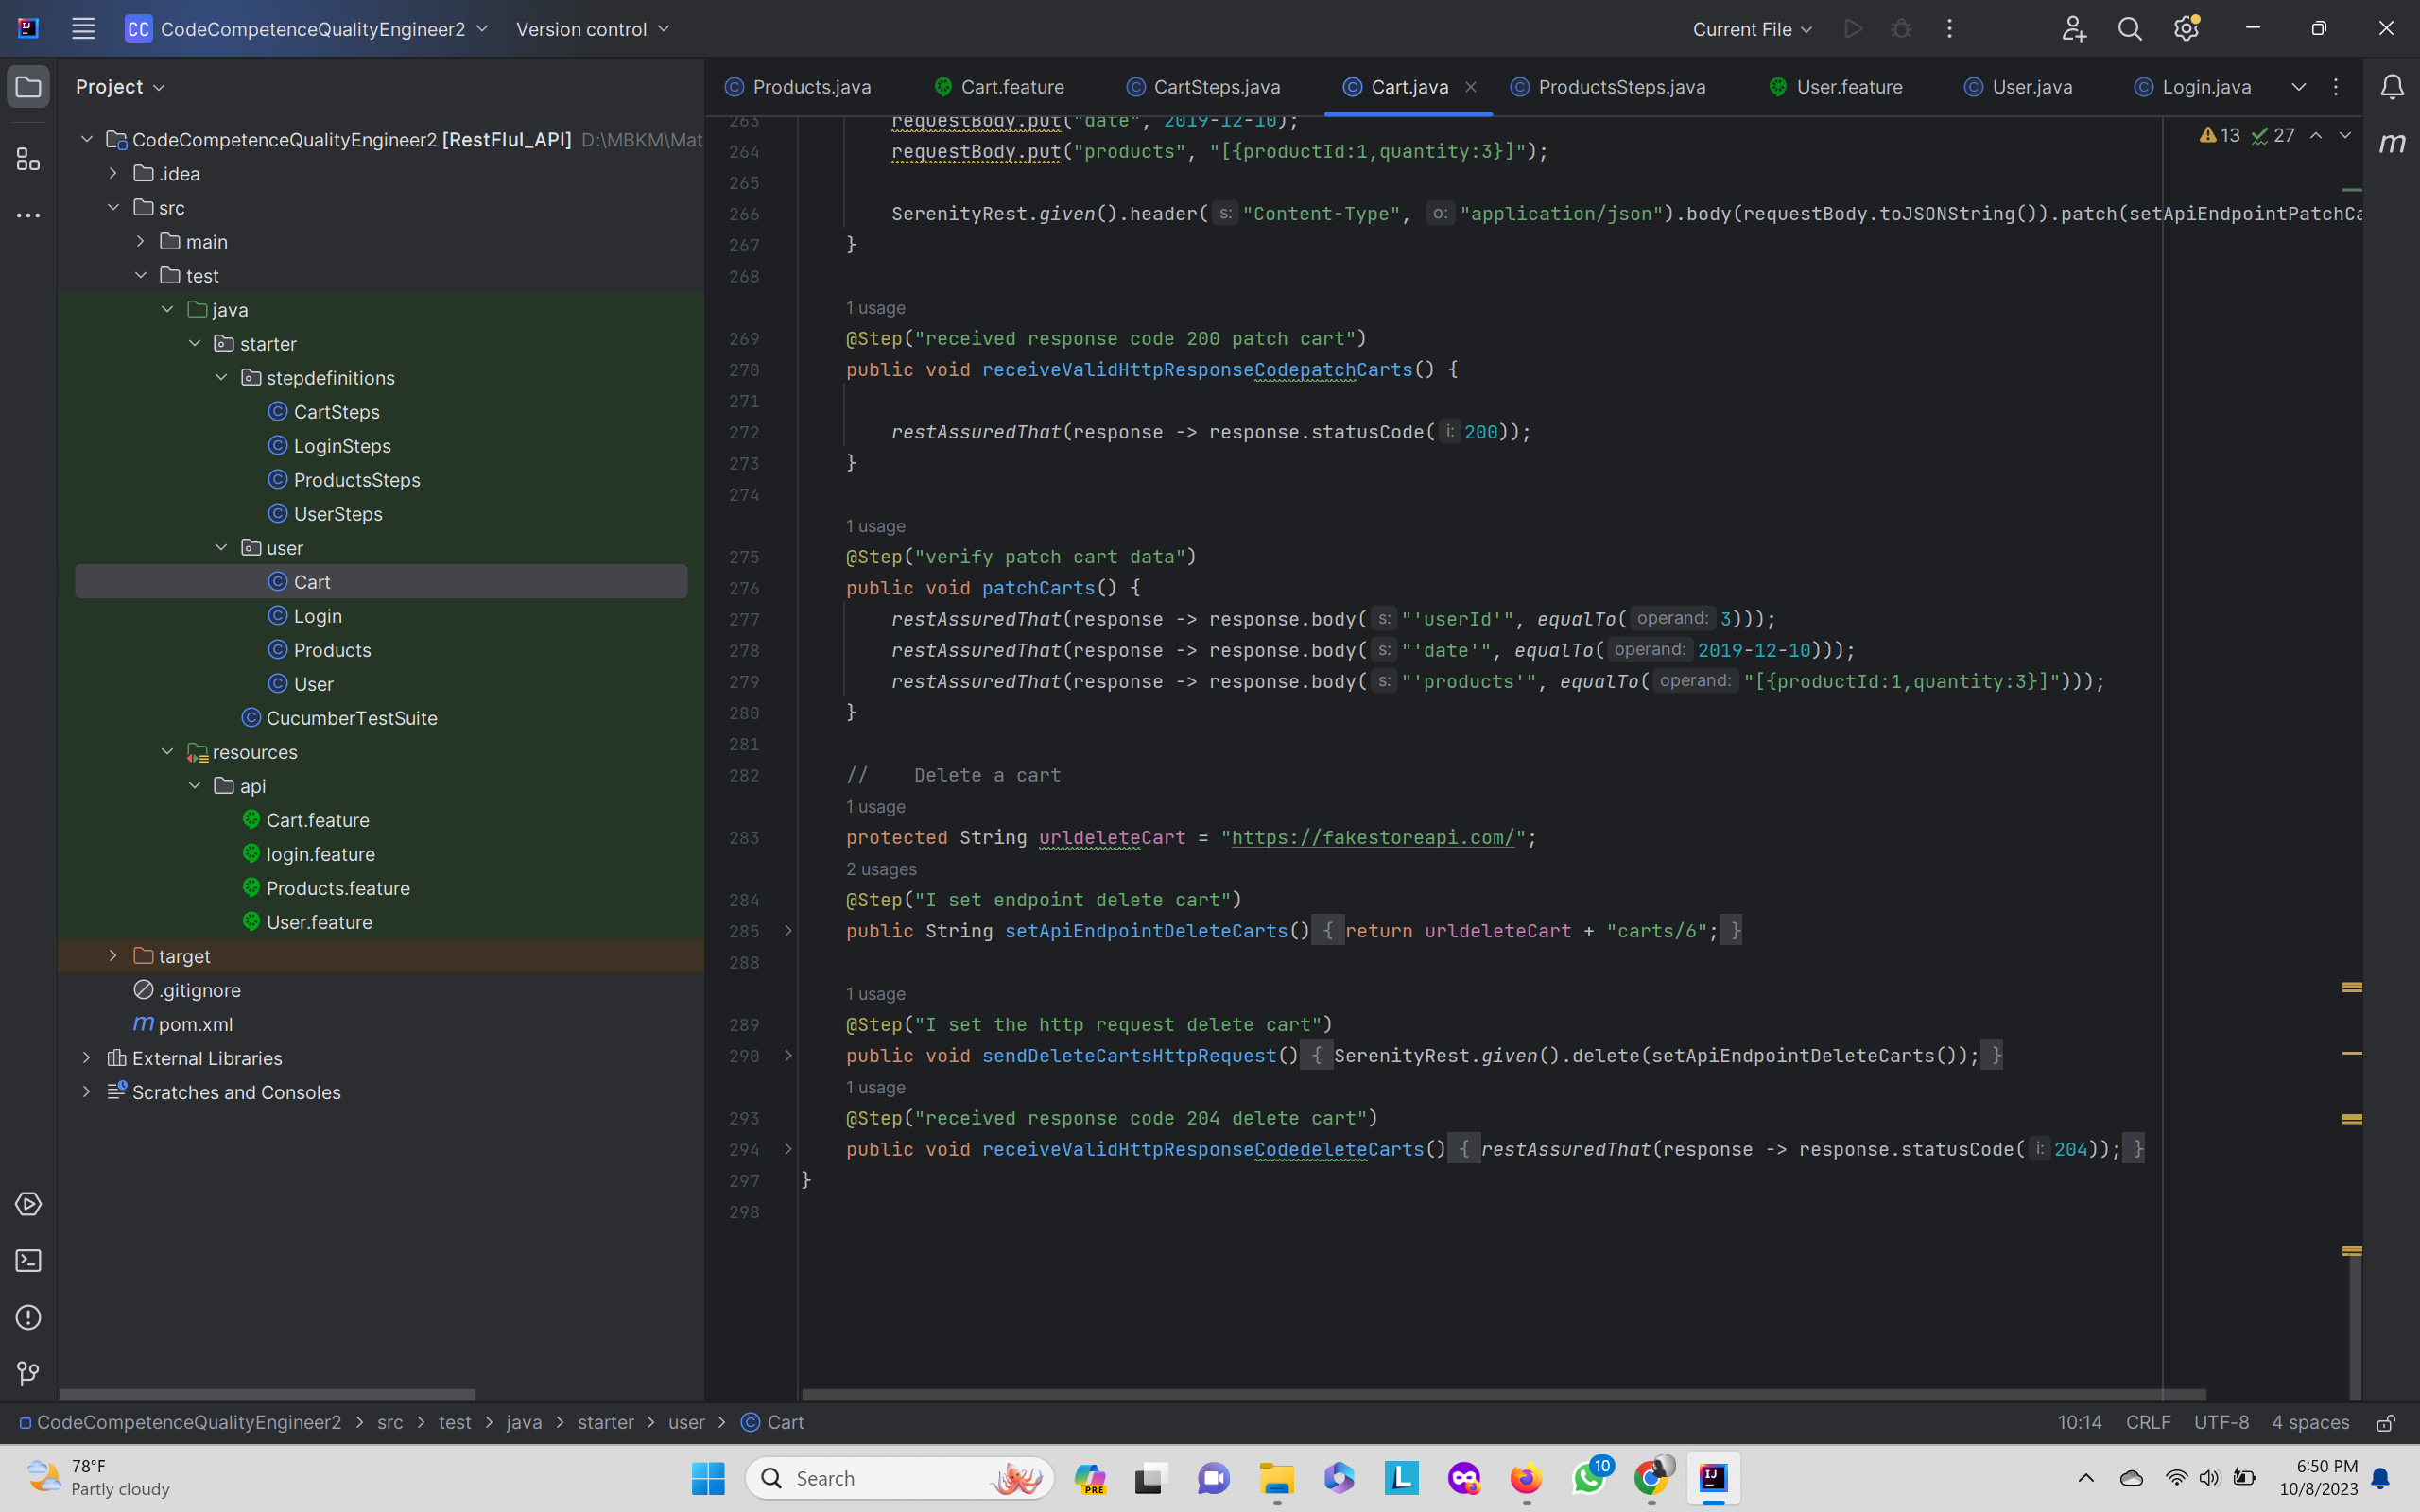 CC CodeCompetenceQualityEngineer2 Version control Current File
Project
Products.java Cart.feature CartSteps.java Cart.java ProductsSteps.java User.feature User.java Login.java
CodeCompetenceQualityEngineer2 [RestFlul_API] D:\MBKM\Mat
.idea
src
main
test
java
starter
stepdefinitions
CartSteps
LoginSteps
ProductsSteps
UserSteps
user
Cart
Login
Products
User
CucumberTestSuite
resources
api
Cart.feature
login.feature
Products.feature
User.feature
target
.gitignore
m pom.xml
External Libraries
Scratches and Consoles
13 27
m
263 requestBody.put("date", 2019-12-10);
264 requestBody.put("products", "[{productId:1,quantity:3}]");
265
266 SerenityRest.given().header( s: "Content-Type", o: "application/json").body(requestBody.toJSONString()).patch(setApiEndpointPatchCa
267 }
268
1 usage
269 @Step("received response code 200 patch cart")
270 public void receiveValidHttpResponseCodepatchCarts() {
271
272 restAssuredThat(response -> response.statusCode( i: 200));
273 }
274
1 usage
275 @Step("verify patch cart data")
276 public void patchCarts() {
277 restAssuredThat(response -> response.body( s: "'userId'", equalTo( operand: 3)));
278 restAssuredThat(response -> response.body( s: "'date'", equalTo( operand: 2019-12-10)));
279 restAssuredThat(response -> response.body( s: "'products'", equalTo( operand: "[{productId:1,quantity:3}]")));
280 }
281
282 // Delete a cart
1 usage
283 protected String urldeleteCart = "https://fakestoreapi.com/";
2 usages
284 @Step("I set endpoint delete cart")
285 public String setApiEndpointDeleteCarts() { return urldeleteCart + "carts/6"; }
288
1 usage
289 @Step("I set the http request delete cart")
290 public void sendDeleteCartsHttpRequest() { SerenityRest.given().delete(setApiEndpointDeleteCarts()); }
1 usage
293 @Step("received response code 204 delete cart")
294 public void receiveValidHttpResponseCodedeleteCarts() { restAssuredThat(response -> response.statusCode( i: 204)); }
297 }
298
CodeCompetenceQualityEngineer2 > src > test > java > starter > user > Cart 10:14 CRLF UTF-8 4 spaces
78°F
Partly cloudy
Search
PRE
L
10
IJ
6:50 PM
10/8/2023